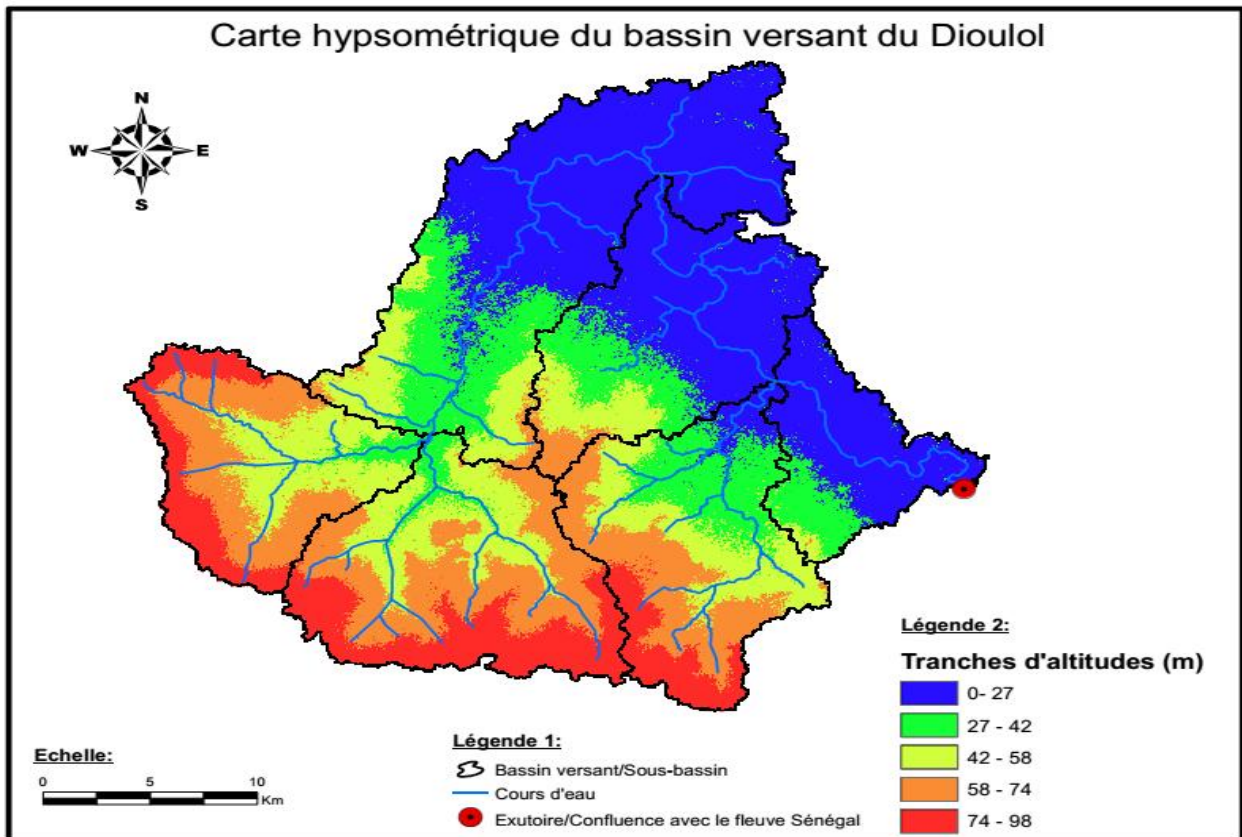 Carte hypsométrique du bassin versant du Dioulol
N
W E
S
Légende 2:
Tranches d'altitudes (m)
0- 27
27 - 42
42 - 58
58 - 74
74 - 98
Echelle:
0 5 10
Km
Légende 1:
Bassin versant/Sous-bassin
Cours d'eau
Exutoire/Confluence avec le fleuve Sénégal